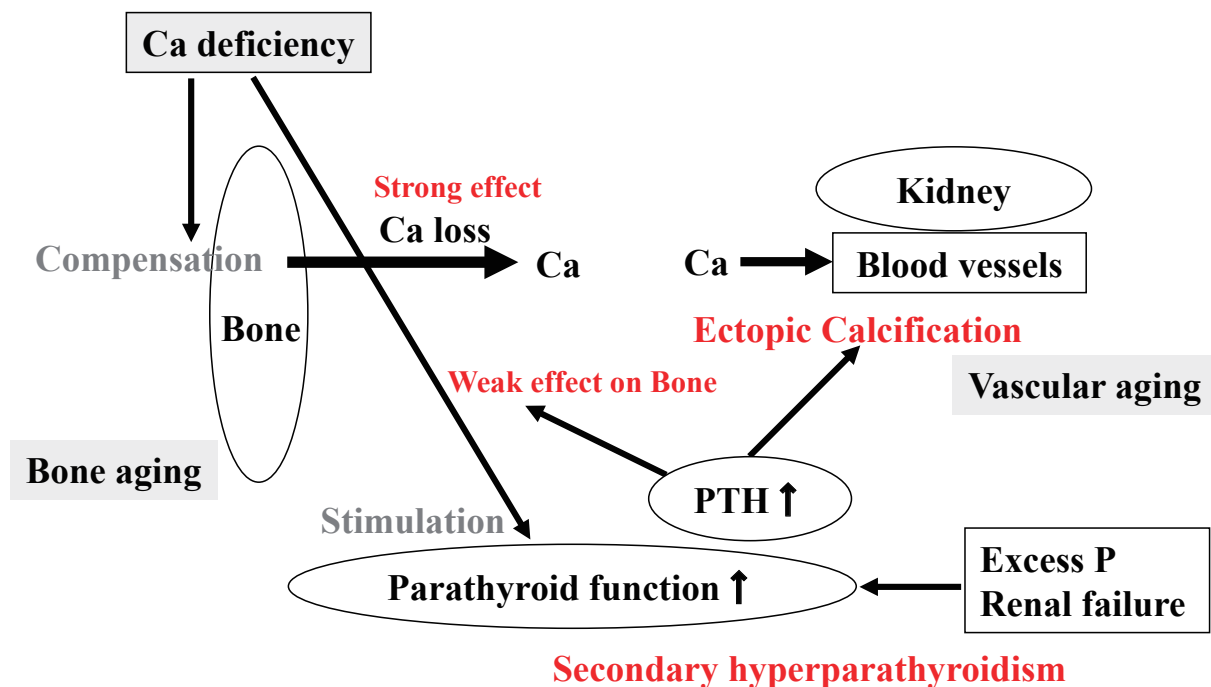 Ca deficiency
Strong effect
Ca loss
Kidney
Compensation
Ca
Ca
Blood vessels
Bone
Ectopic Calcification
Weak effect on Bone
Vascular aging
Bone aging
PTH ↑
Stimulation
Parathyroid function ↑
Excess P
Renal failure
Secondary hyperparathyroidism